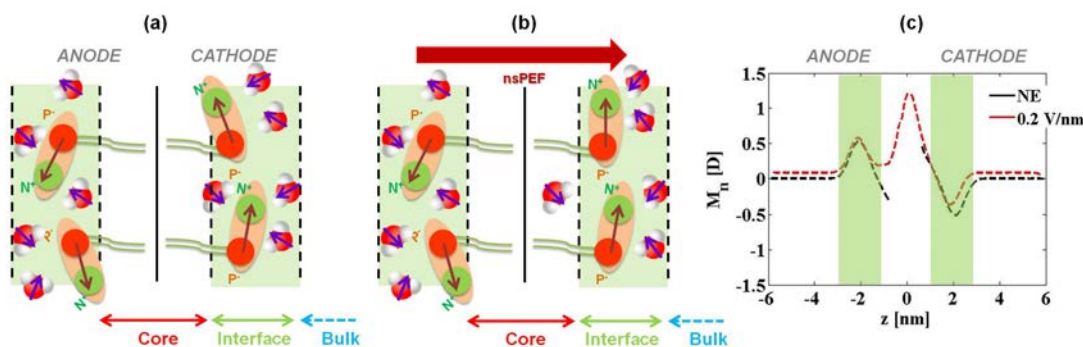 (a)
ANODE
CATHODE
N⁺
P⁻
N⁺
N⁺
P⁻
N⁺
P⁻
Core
Interface
Bulk
(b)
nsPEF
N⁺
P⁻
N⁺
P⁻
N⁺
P⁻
N⁺
P⁻
Core
Interface
Bulk
(c)
ANODE
CATHODE
Mₙ [D]
1.5
1
0.5
0
-0.5
-1
-1.5
NE
0.2 V/nm
-6
-4
-2
0
2
4
6
z [nm]